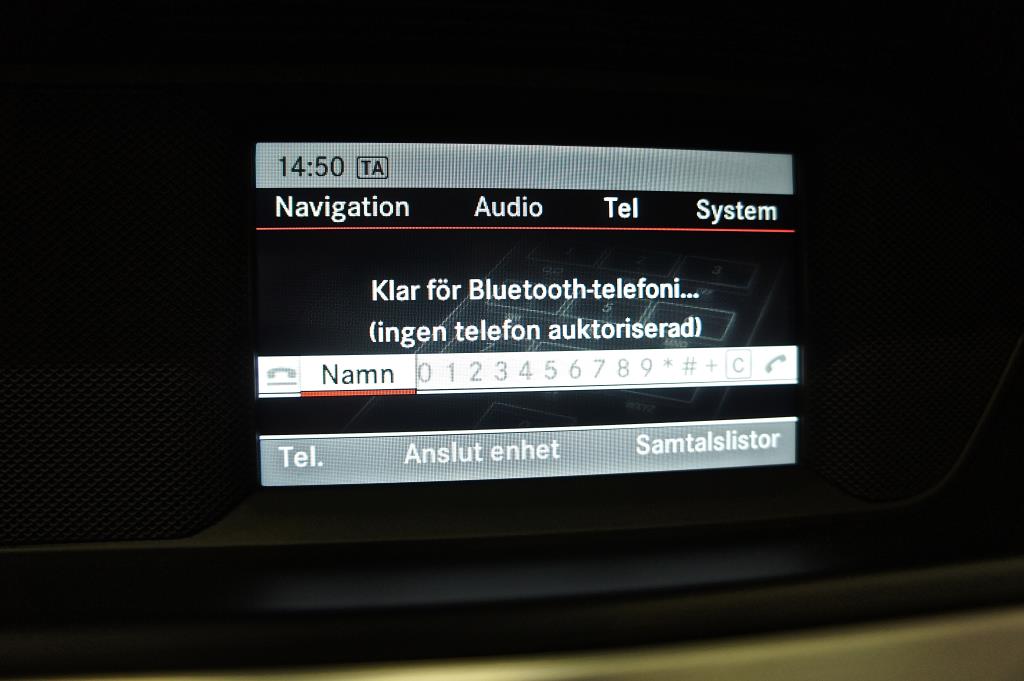 14:50 TA
Navigation Audio Tel System
Klar för Bluetooth-telefoni...
(ingen telefon auktoriserad)
Namn 0 1 2 3 4 5 6 7 8 9 * # + C
Tel. Anslut enhet Samtalslistor